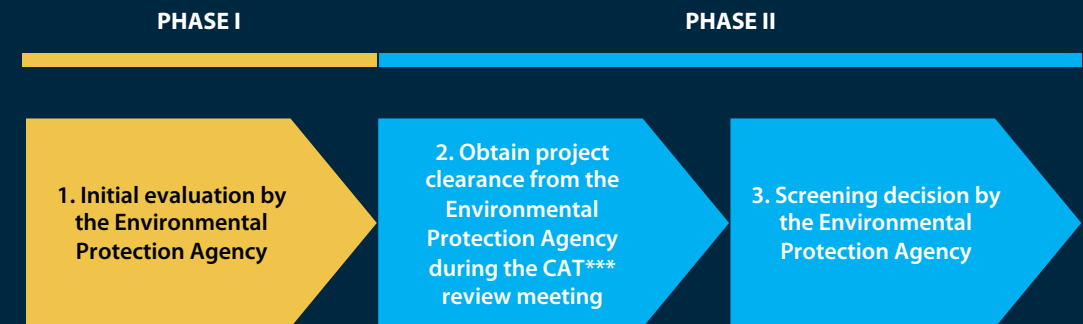 PHASE I
PHASE II
1. Initial evaluation by
the Environmental
Protection Agency
2. Obtain project
clearance from the
Environmental
Protection Agency
during the CAT***
review meeting
3. Screening decision by
the Environmental
Protection Agency